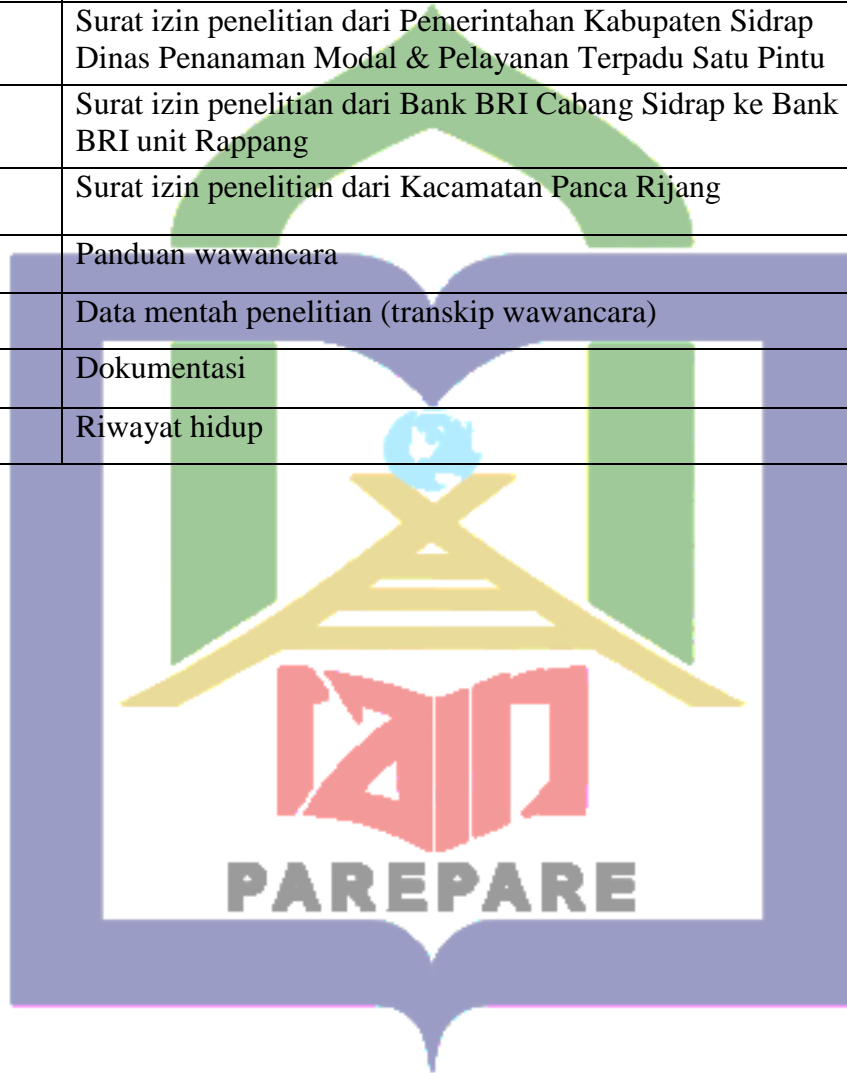 Surat izin penelitian dari Pemerintahan Kabupaten Sidrap
Dinas Penanaman Modal & Pelayanan Terpadu Satu Pintu
Surat izin penelitian dari Bank BRI Cabang Sidrap ke Bank
BRI unit Rappang
Surat izin penelitian dari Kacamatan Panca Rijang
Panduan wawancara
Data mentah penelitian (transkip wawancara)
Dokumentasi
Riwayat hidup
iain
PAREPARE